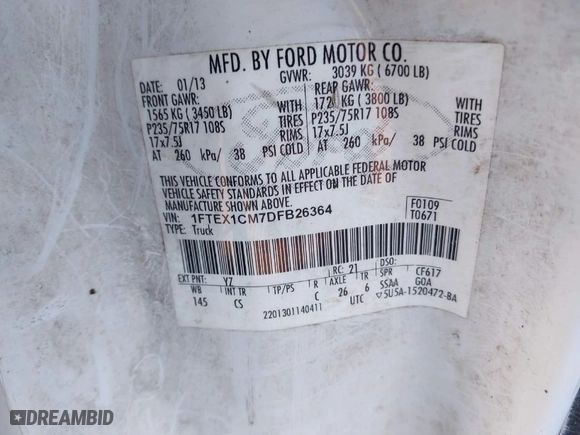 MFD. BY FORD MOTOR CO.
DATE: 01/13 GVWR: 3039 KG ( 6700 LB)
FRONT GAWR: REAR GAWR:
1565 KG ( 3450 LB) WITH 1724 KG ( 3800 LB) WITH
P235/75R17 108S TIRES P235/75R17 108S TIRES
17x7.5J RIMS 17x7.5J RIMS
AT 260 kPa/ 38 PSI COLD AT 260 kPa/ 38 PSI COLD
THIS VEHICLE CONFORMS TO ALL APPLICABLE FEDERAL MOTOR
VEHICLE SAFETY STANDARDS IN EFFECT ON THE DATE OF
MANUFACTURE SHOWN ABOVE.
VIN: 1FTEX1CM7DFB26364 F0109
TYPE: Truck T0671
EXT PNT: YZ RC: 21 DSO:
WB INT TR TP/PS R AXLE TR SPR CF617
145 CS C 26 6 SSAA GOA
2201301140411 UTC 5U5A-1520472-BA
DREAMBID